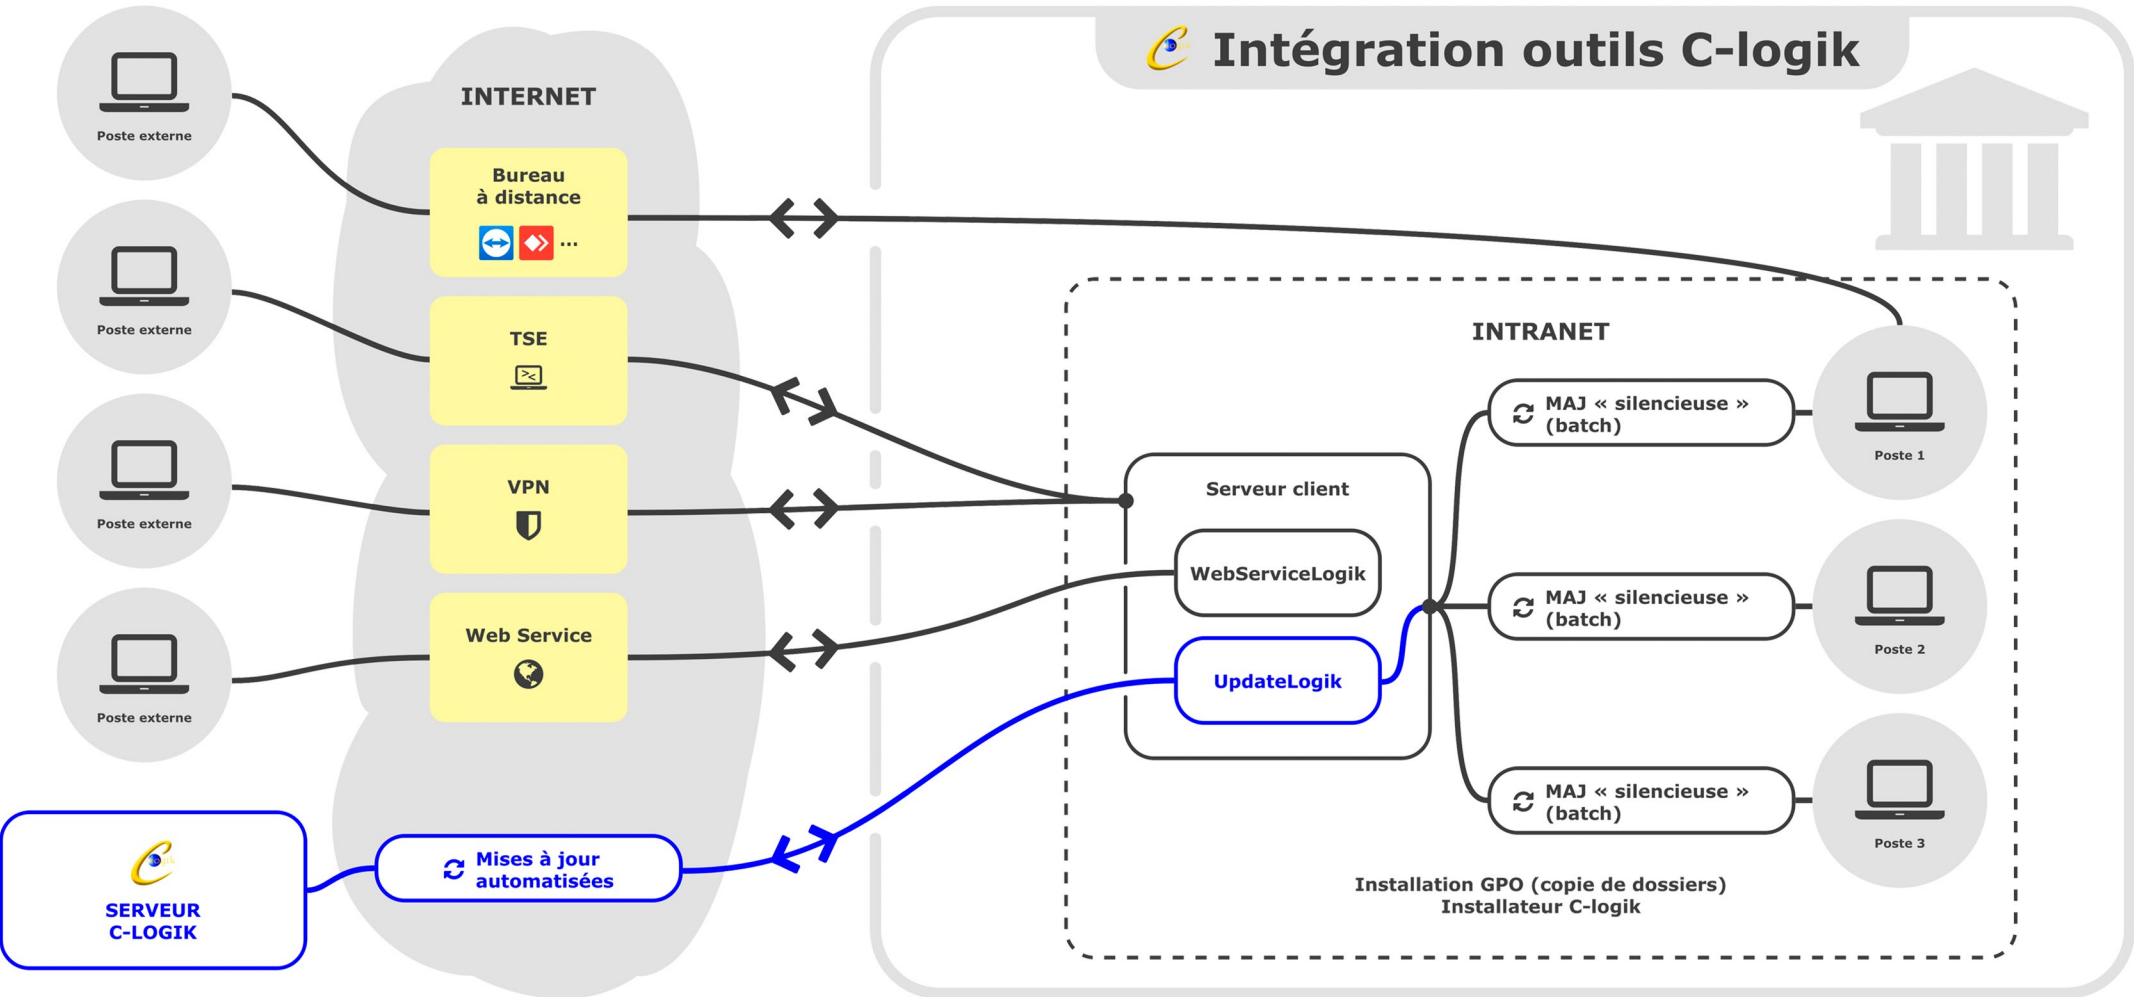 Intégration outils C-logik
Poste externe
Poste externe
Poste externe
Poste externe
INTERNET
Bureau
à distance
...
TSE
VPN
Web Service
SERVEUR
C-LOGIK
Mises à jour
automatisées
INTRANET
Serveur client
WebServiceLogik
UpdateLogik
MAJ « silencieuse »
(batch)
Poste 1
MAJ « silencieuse »
(batch)
Poste 2
MAJ « silencieuse »
(batch)
Poste 3
Installation GPO (copie de dossiers)
Installateur C-logik